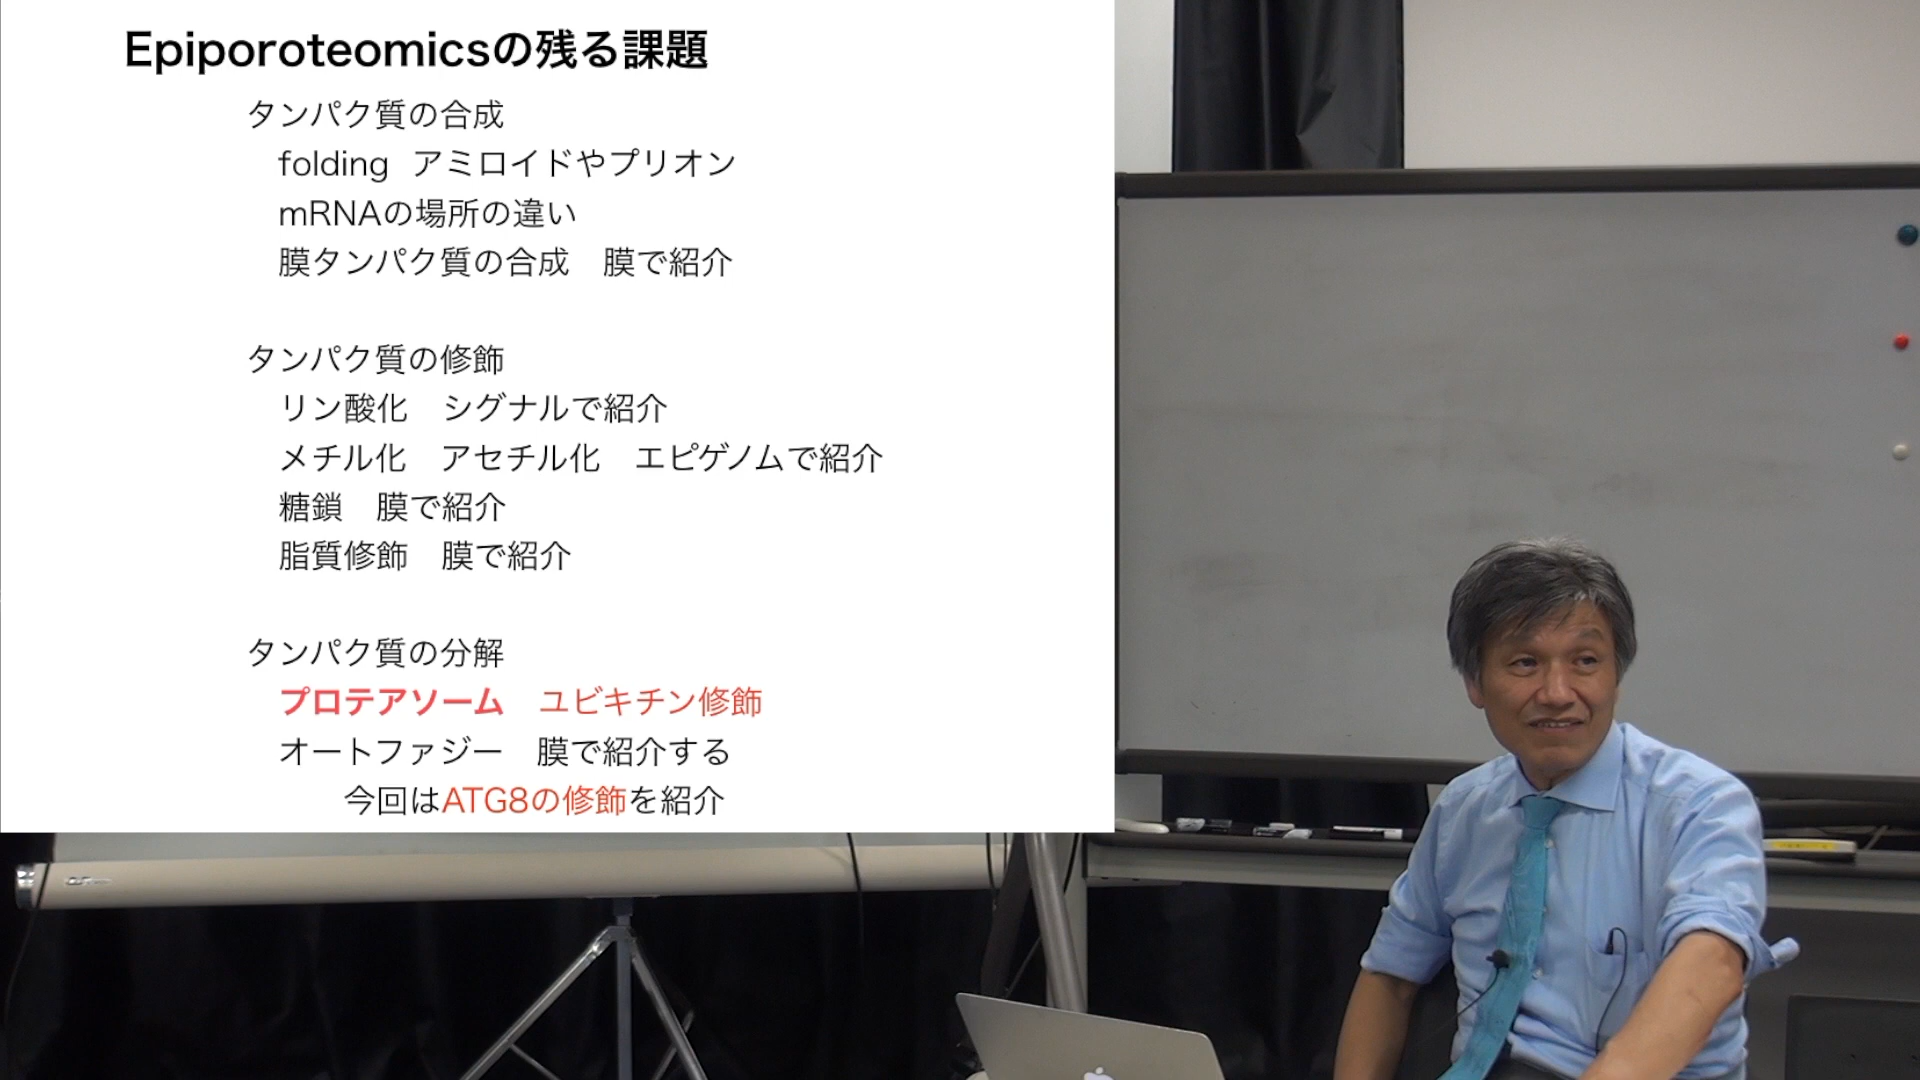 Epiporoteomicsの残る課題
タンパク質の合成
folding アミロイドやプリオン
mRNAの場所の違い
膜タンパク質の合成　膜で紹介
タンパク質の修飾
リン酸化　シグナルで紹介
メチル化　アセチル化　エピゲノムで紹介
糖鎖　膜で紹介
脂質修飾　膜で紹介
タンパク質の分解
プロテアソーム　ユビキチン修飾
オートファジー　膜で紹介する
今回はATG8の修飾を紹介